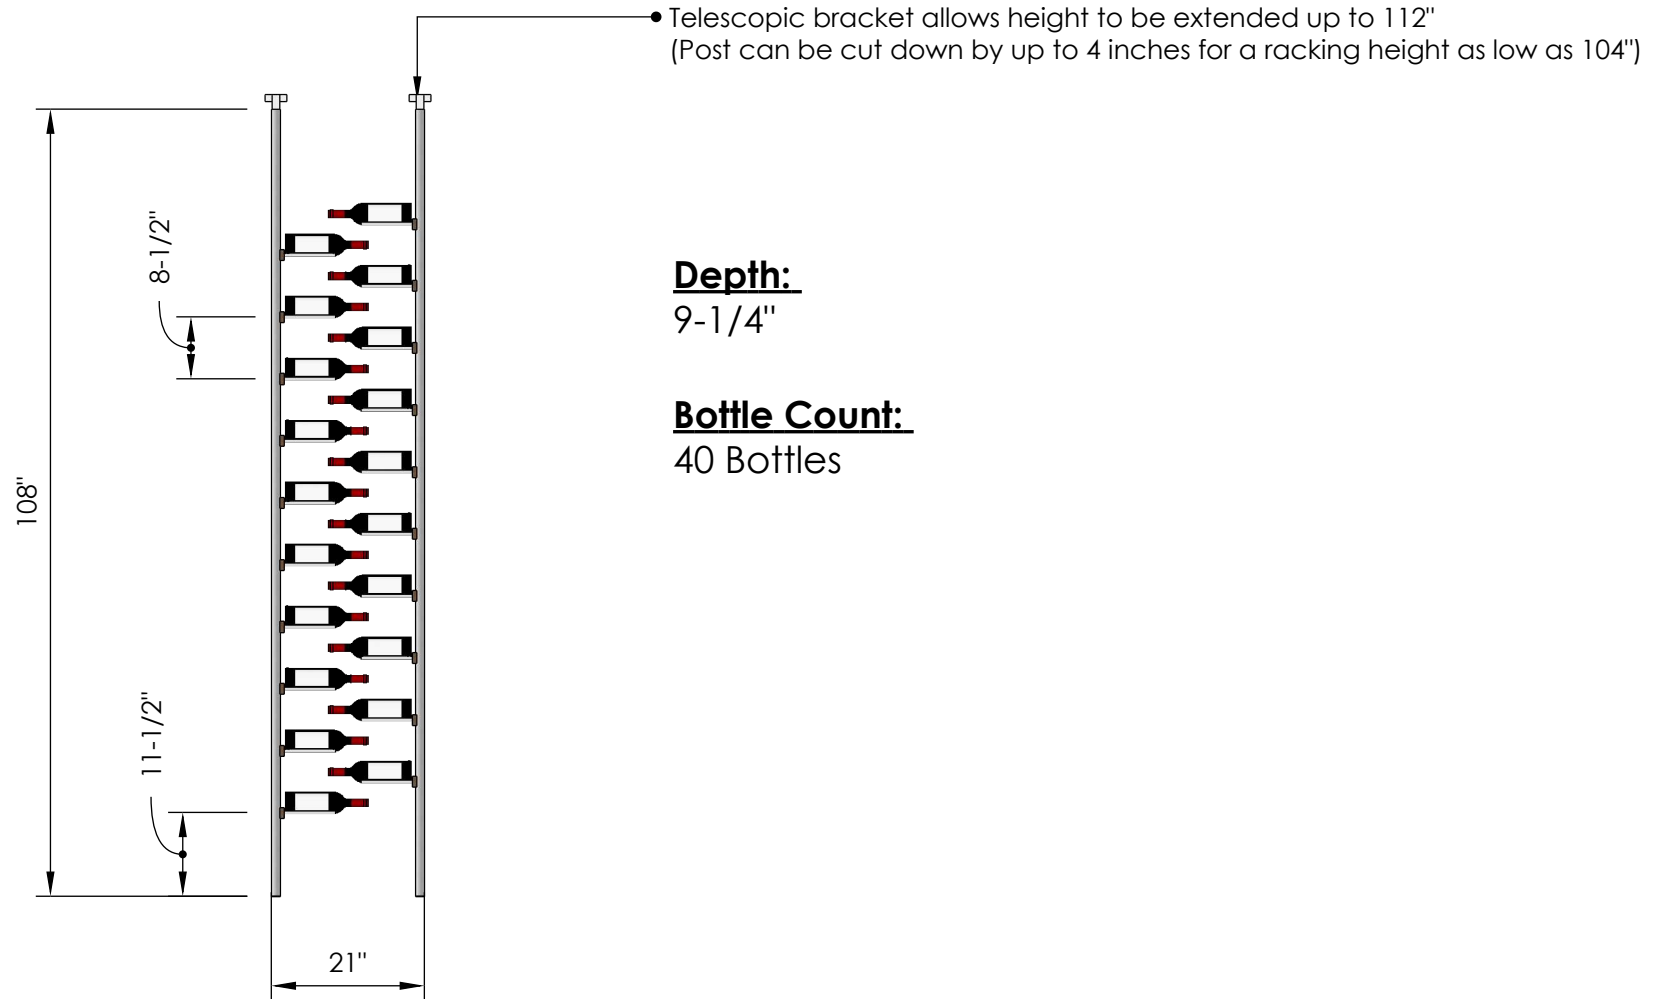 Telescopic bracket allows height to be extended up to 112"
(Post can be cut down by up to 4 inches for a racking height as low as 104")
8-1/2"
Depth:
9-1/4"
Bottle Count:
40 Bottles
108"
11-1/2"
21"